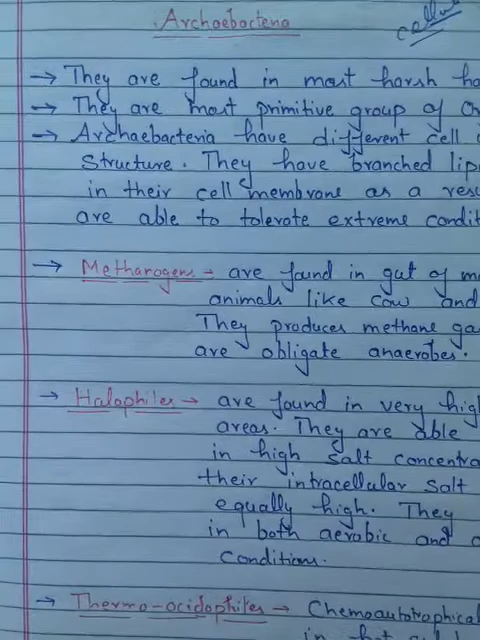 Archaebacteria
→ They are found in most harsh
→ They are most primitive group of
→ Archaebacteria have different cell
structure. They have branched
in their cell membrane as a
are able to tolerate extreme
→ Methanogens - are found in gut of
animals like cow and
They produces methane
are obligate anaerobes.
→ Halophiles → are found in very
areas. They are able
in high salt
their intracellular salt
equally high. They
in both aerobic and
conditions.
→ Thermo-acidophiles →